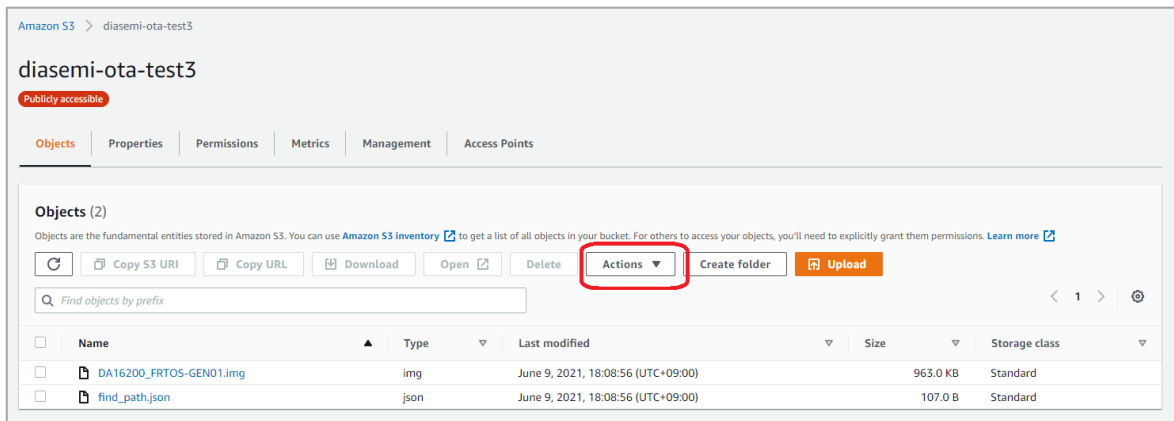 Amazon S3 > diasemi-ota-test3
diasemi-ota-test3
Publicly accessible
Objects Properties Permissions Metrics Management Access Points
Objects (2)
Objects are the fundamental entities stored in Amazon S3. You can use Amazon S3 inventory to get a list of all objects in your bucket. For others to access your objects, you'll need to explicitly grant them permissions. Learn more
Copy S3 URI Copy URL Download Open Delete Actions Create folder Upload
Find objects by prefix < 1 >
Name Type Last modified Size Storage class
DA16200_FRTOS-GEN01.img img June 9, 2021, 18:08:56 (UTC+09:00) 963.0 KB Standard
find_path.json json June 9, 2021, 18:08:56 (UTC+09:00) 107.0 B Standard